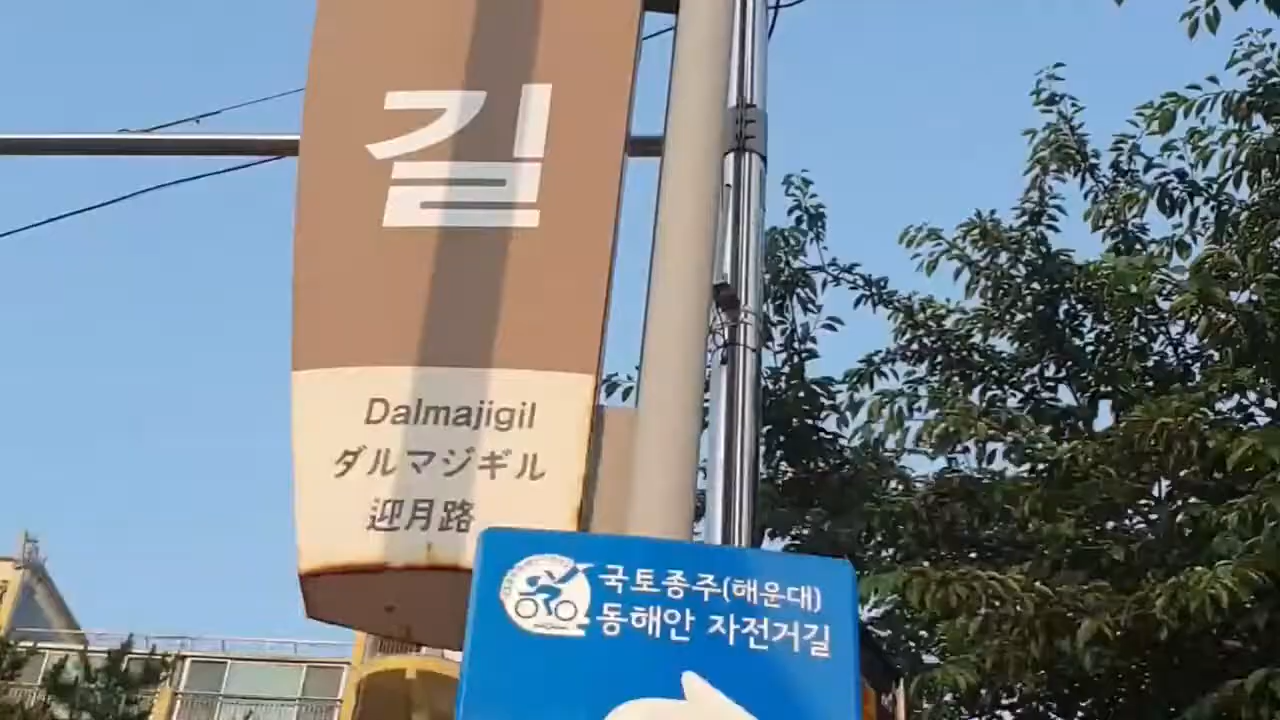 길
Dalmajigil
ダルマジギル
迎月路
국토종주(해운대)
동해안 자전거길